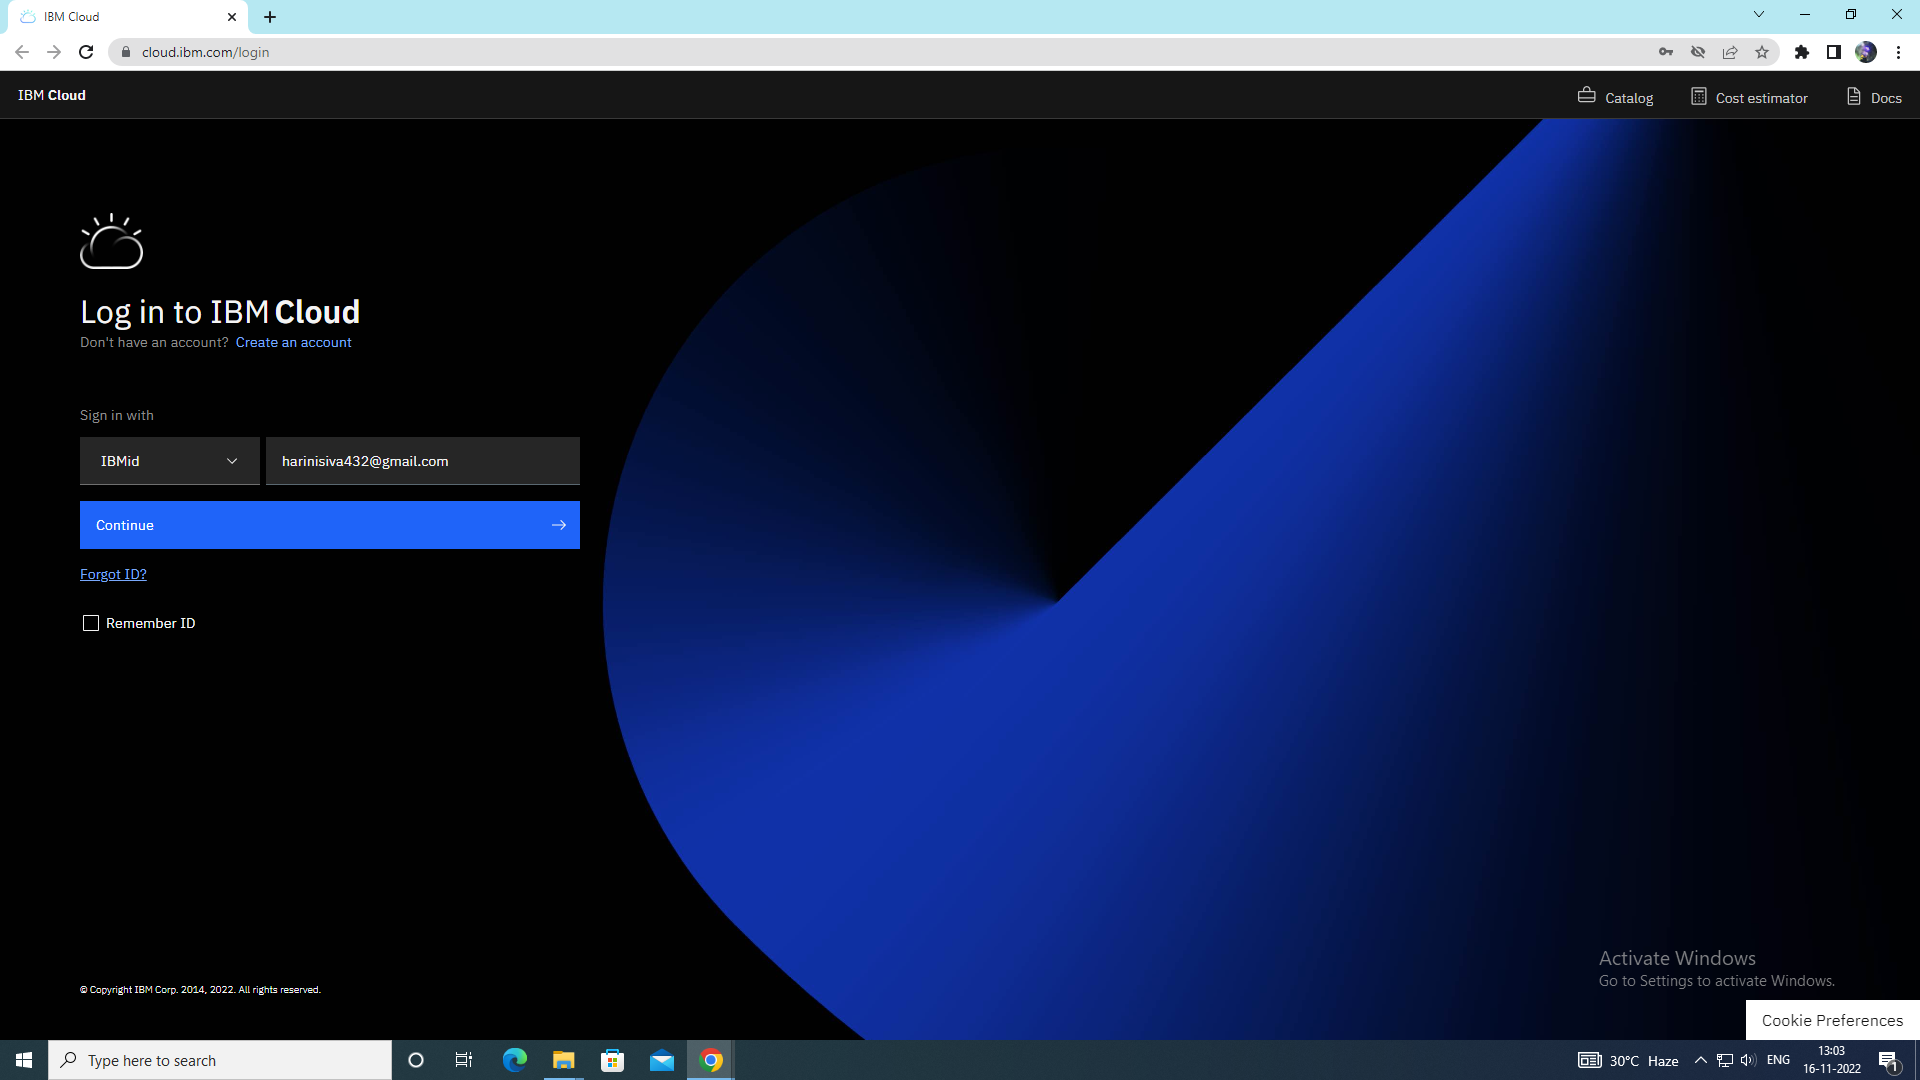 IBM Cloud
cloud.ibm.com/login
IBM Cloud
Catalog
Cost estimator
Docs
Log in to IBM Cloud
Don't have an account? Create an account
Sign in with
IBMid
harinisiva432@gmail.com
Continue
Forgot ID?
Remember ID
Activate Windows
Go to Settings to activate Windows.
© Copyright IBM Corp. 2014, 2022. All rights reserved.
Cookie Preferences
Type here to search
30°C Haze
ENG
13:03
16-11-2022
1